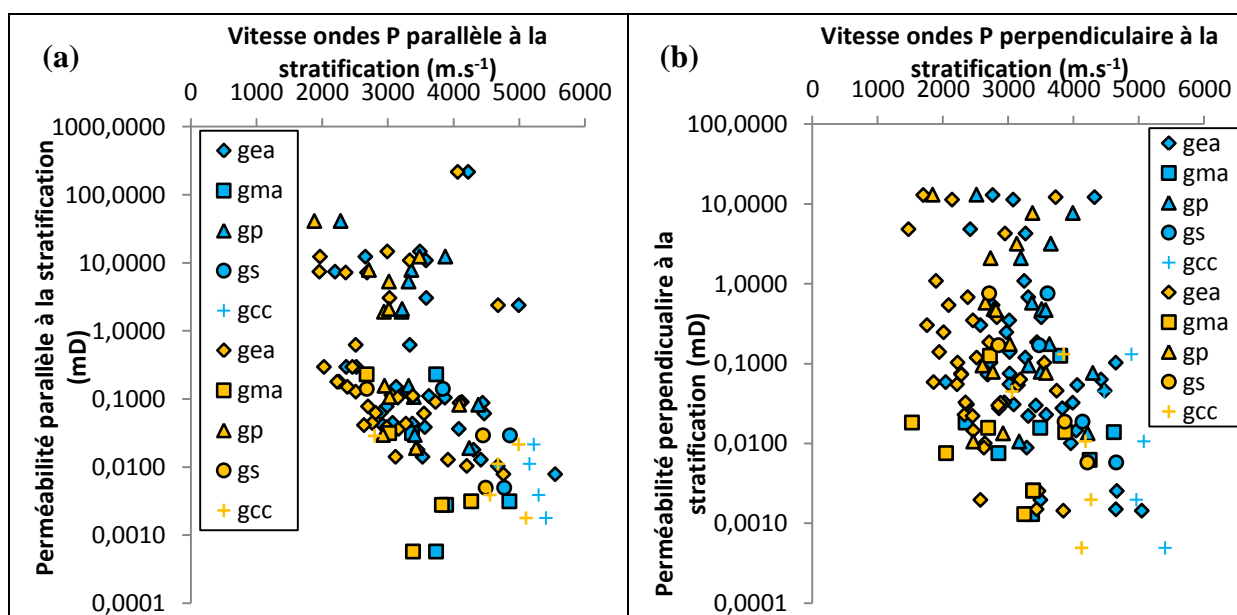 (a)
Vitesse ondes P parallèle à la
stratification (m.s-1)
0 1000 2000 3000 4000 5000 6000
Perméabilité parallèle à la stratification
(mD)
1000,0000
100,0000
10,0000
1,0000
0,1000
0,0100
0,0010
0,0001
gea
gma
gp
gs
gcc
gea
gma
gp
gs
gcc
(b)
Vitesse ondes P perpendiculaire à la
stratification (m.s-1)
0 1000 2000 3000 4000 5000 6000
Perméabilité perpendicualire à la
stratification (mD)
100,0000
10,0000
1,0000
0,1000
0,0100
0,0010
0,0001
gea
gma
gp
gs
gcc
gea
gma
gp
gs
gcc